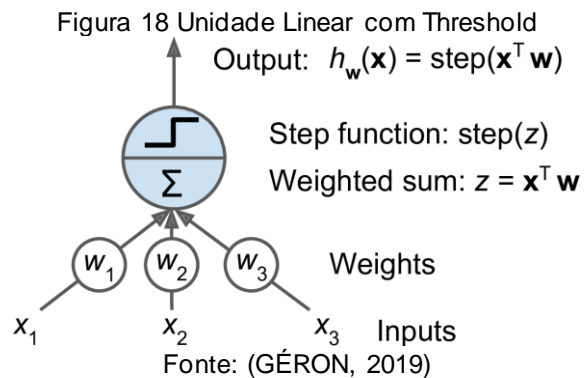 Figura 18 Unidade Linear com Threshold
Output: h_w(x) = step(xᵀ w)
Step function: step(z)
Σ
Weighted sum: z = xᵀ w
w₁ w₂ w₃ Weights
x₁ x₂ x₃ Inputs
Fonte: (GÉRON, 2019)